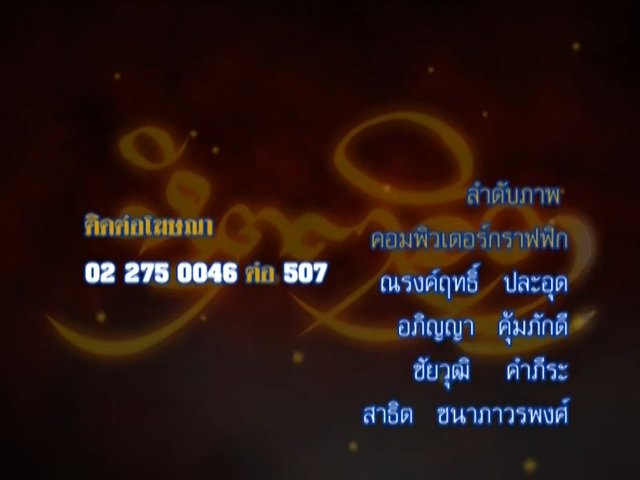 ติดต่อโฆษณา
02 275 0046 ต่อ 507
ลำดับภาพ
คอมพิวเตอร์กราฟฟิก
ณรงค์ฤทธิ์ ปละอุด
อภิญญา คุ้มภักดี
ชัยวุฒิ คำภีระ
สาธิต ชนาภาวรพงศ์